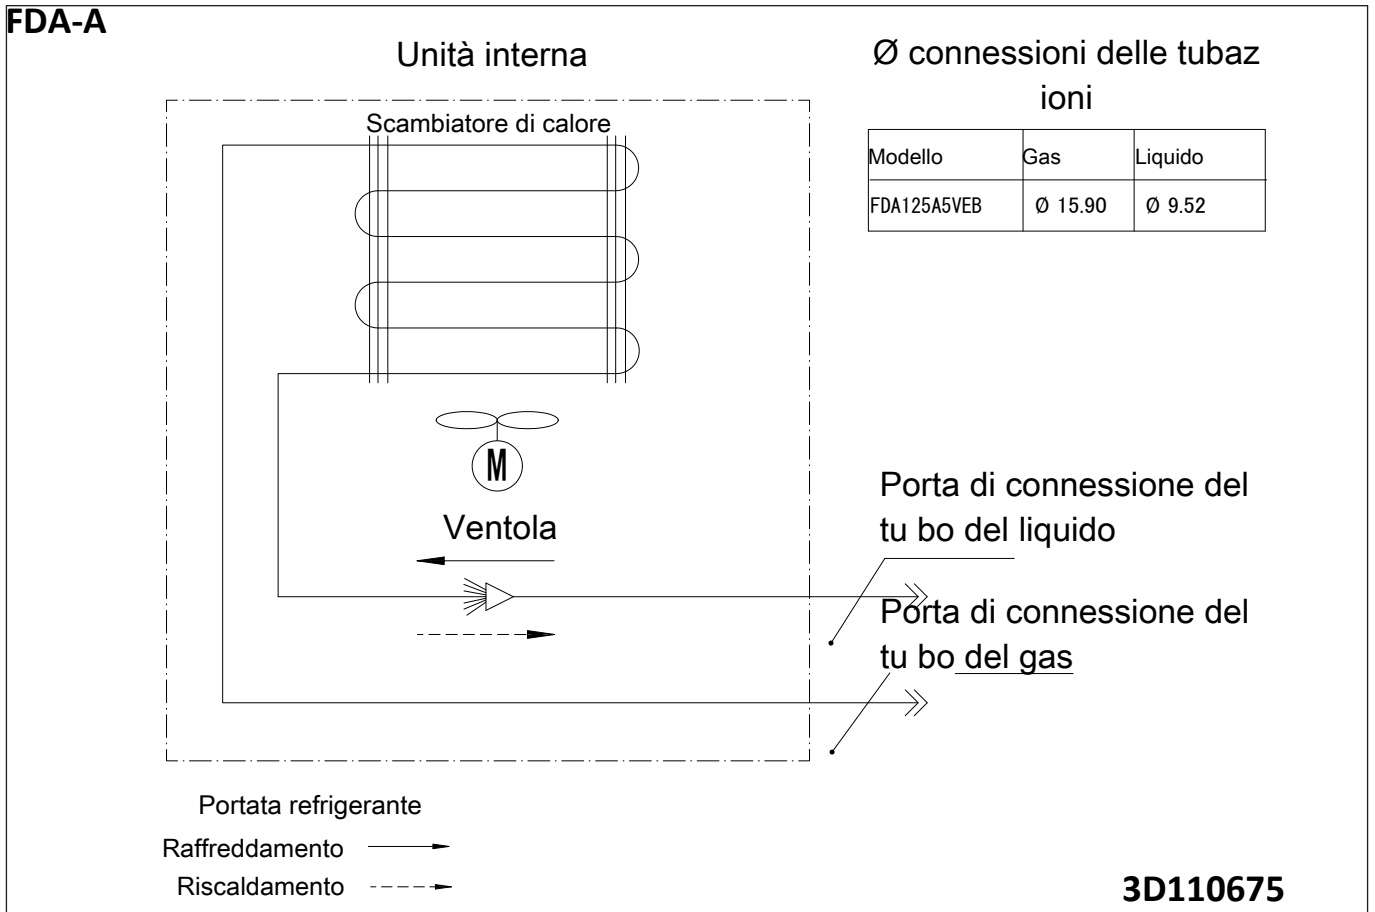 FDA-A
Unità interna
Ø connessioni delle tubaz
ioni
Scambiatore di calore
Modello Gas Liquido
FDA125A5VEB Ø 15.90 Ø 9.52
M
Ventola
Porta di connessione del
tu bo del liquido
Porta di connessione del
tu bo del gas
Portata refrigerante
Raffreddamento
Riscaldamento
3D110675